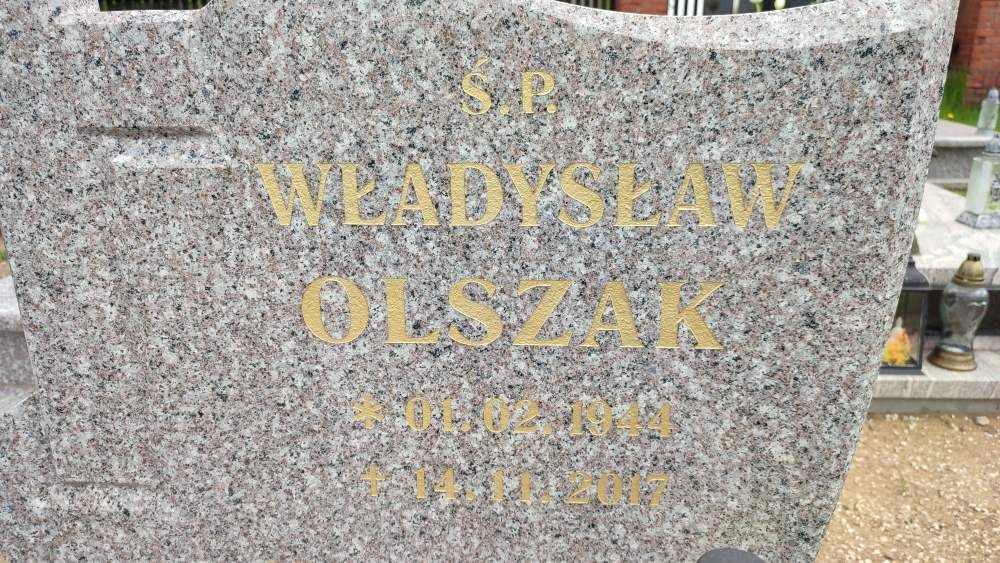 Ś.P.
WŁADYSŁAW
OLSZAK
* 01.02.1944
✝ 14.11.2017